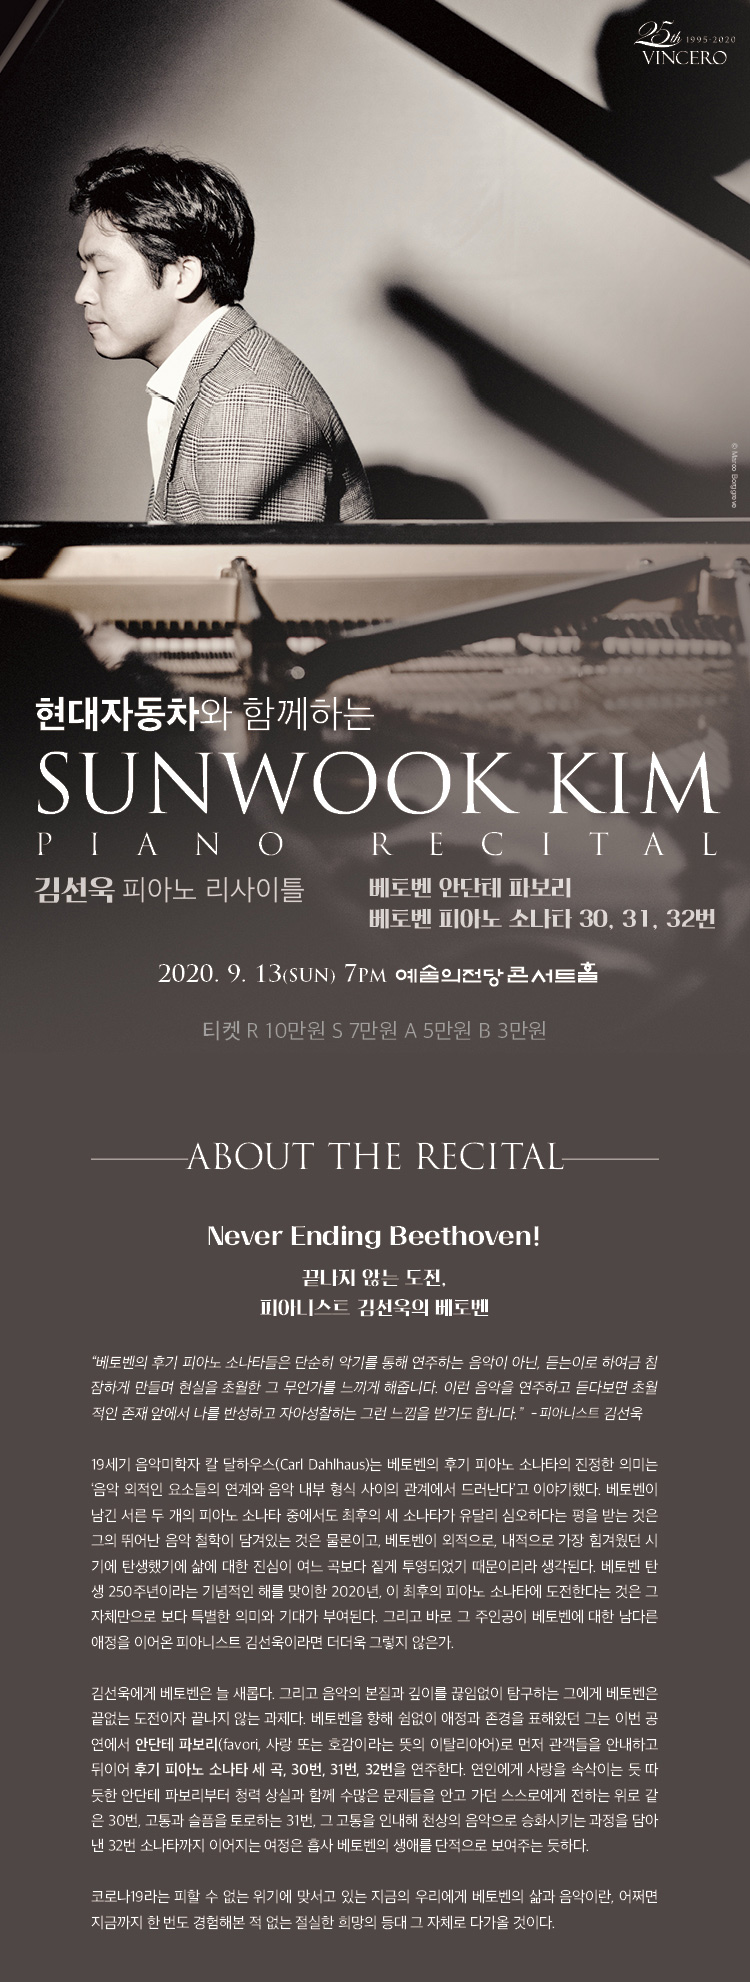 25th 1995-2020
VINCERO
© Marco Borggreve
현대자동차와 함께하는
SUNWOOK KIM
PIANO RECITAL
김선욱 피아노 리사이틀
베토벤 안단테 파보리
베토벤 피아노 소나타 30, 31, 32번
2020. 9. 13(SUN) 7PM 예술의전당 콘서트홀
티켓 R 10만원 S 7만원 A 5만원 B 3만원
ABOUT THE RECITAL
Never Ending Beethoven!
끝나지 않는 도전,
피아니스트 김선욱의 베토벤
“베토벤의 후기 피아노 소나타들은 단순히 악기를 통해 연주하는 음악이 아닌, 듣는이로 하여금 침
잠하게 만들며 현실을 초월한 그 무언가를 느끼게 해줍니다. 이런 음악을 연주하고 듣다보면 초월
적인 존재 앞에서 나를 반성하고 자아성찰하는 그런 느낌을 받기도 합니다.” - 피아니스트 김선욱
19세기 음악미학자 칼 달하우스(Carl Dahlhaus)는 베토벤의 후기 피아노 소나타의 진정한 의미는
‘음악 외적인 요소들의 연계와 음악 내부 형식 사이의 관계에서 드러난다’고 이야기했다. 베토벤이
남긴 서른 두 개의 피아노 소나타 중에서도 최후의 세 소나타가 유달리 심오하다는 평을 받는 것은
그의 뛰어난 음악 철학이 담겨있는 것은 물론이고, 베토벤이 외적으로, 내적으로 가장 힘겨웠던 시
기에 탄생했기에 삶에 대한 진심이 여느 곡보다 짙게 투영되었기 때문이리라 생각된다. 베토벤 탄
생 250주년이라는 기념적인 해를 맞이한 2020년, 이 최후의 피아노 소나타에 도전한다는 것은 그
자체만으로 보다 특별한 의미와 기대가 부여된다. 그리고 바로 그 주인공이 베토벤에 대한 남다른
애정을 이어온 피아니스트 김선욱이라면 더더욱 그렇지 않은가.
김선욱에게 베토벤은 늘 새롭다. 그리고 음악의 본질과 깊이를 끊임없이 탐구하는 그에게 베토벤은
끝없는 도전이자 끝나지 않는 과제다. 베토벤을 향해 쉼없이 애정과 존경을 표해왔던 그는 이번 공
연에서 안단테 파보리(favori, 사랑 또는 호감이라는 뜻의 이탈리아어)로 먼저 관객들을 안내하고
뒤이어 후기 피아노 소나타 세 곡, 30번, 31번, 32번을 연주한다. 연인에게 사랑을 속삭이는 듯 따
듯한 안단테 파보리부터 청력 상실과 함께 수많은 문제들을 안고 가던 스스로에게 전하는 위로 같
은 30번, 고통과 슬픔을 토로하는 31번, 그 고통을 인내해 천상의 음악으로 승화시키는 과정을 담아
낸 32번 소나타까지 이어지는 여정은 흡사 베토벤의 생애를 단적으로 보여주는 듯하다.
코로나19라는 피할 수 없는 위기에 맞서고 있는 지금의 우리에게 베토벤의 삶과 음악이란, 어쩌면
지금까지 한 번도 경험해본 적 없는 절실한 희망의 등대 그 자체로 다가올 것이다.